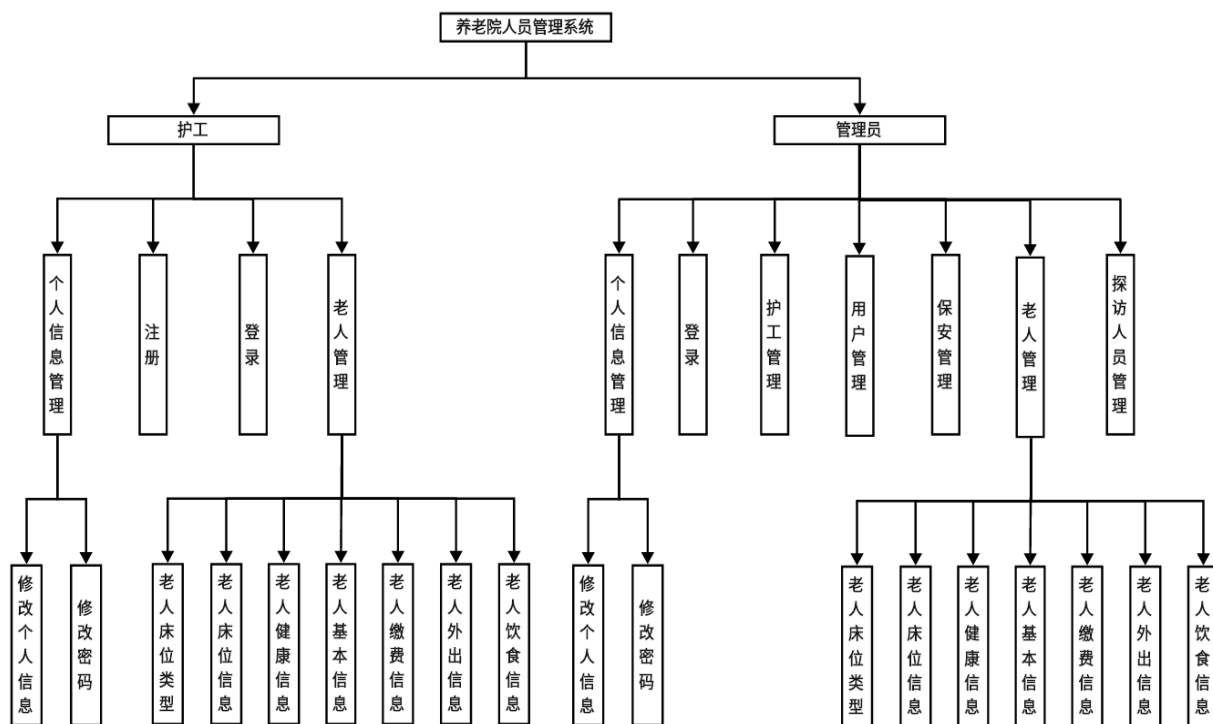 养老院人员管理系统
护工
管理员
个人信息管理
注册
登录
老人管理
个人信息管理
登录
护工管理
用户管理
保安管理
老人管理
探访人员管理
修改个人信息
修改密码
老人床位类型
老人床位信息
老人健康信息
老人基本信息
老人缴费信息
老人外出信息
老人饮食信息
修改个人信息
修改密码
老人床位类型
老人床位信息
老人健康信息
老人基本信息
老人缴费信息
老人外出信息
老人饮食信息